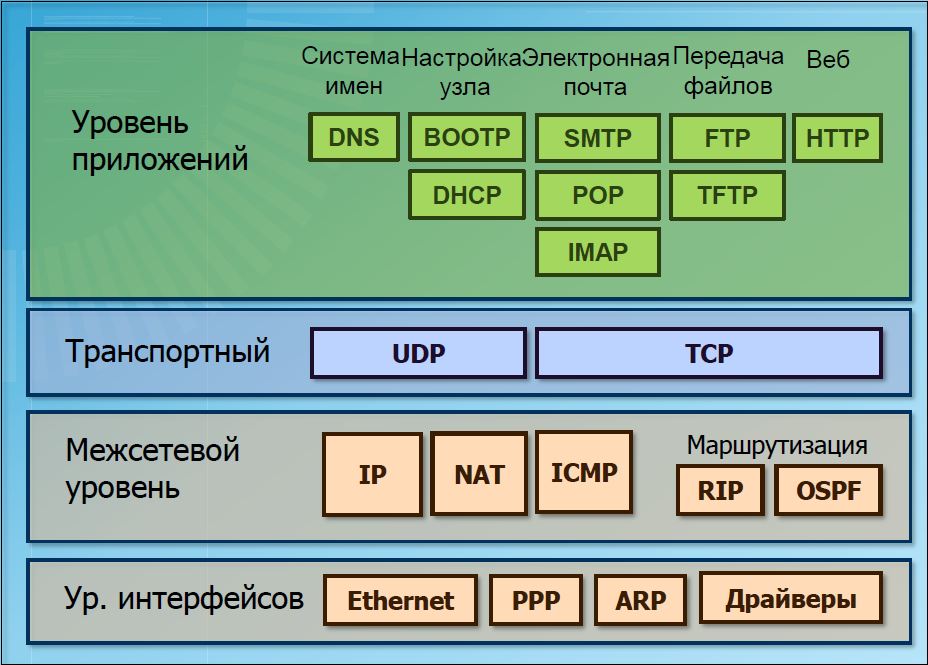 Система имен
Настройка узла
Электронная почта
Передача файлов
Веб
Уровень
приложений
DNS
BOOTP
SMTP
FTP
HTTP
DHCP
POP
TFTP
IMAP
Транспортный
UDP
TCP
Межсетевой
уровень
IP
NAT
ICMP
Маршрутизация
RIP
OSPF
Ур. интерфейсов
Ethernet
PPP
ARP
Драйверы